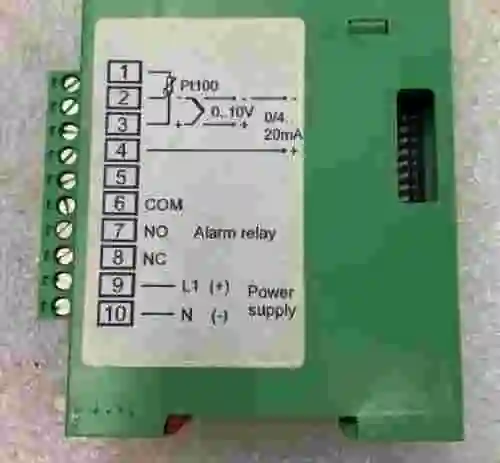 1
2
3
4
5
6
7
8
9
10
Pt100
- -
0..10V
+ +
0/4..
20mA
+
COM
NO Alarm relay
NC
L1 (+) Power
N (-) supply